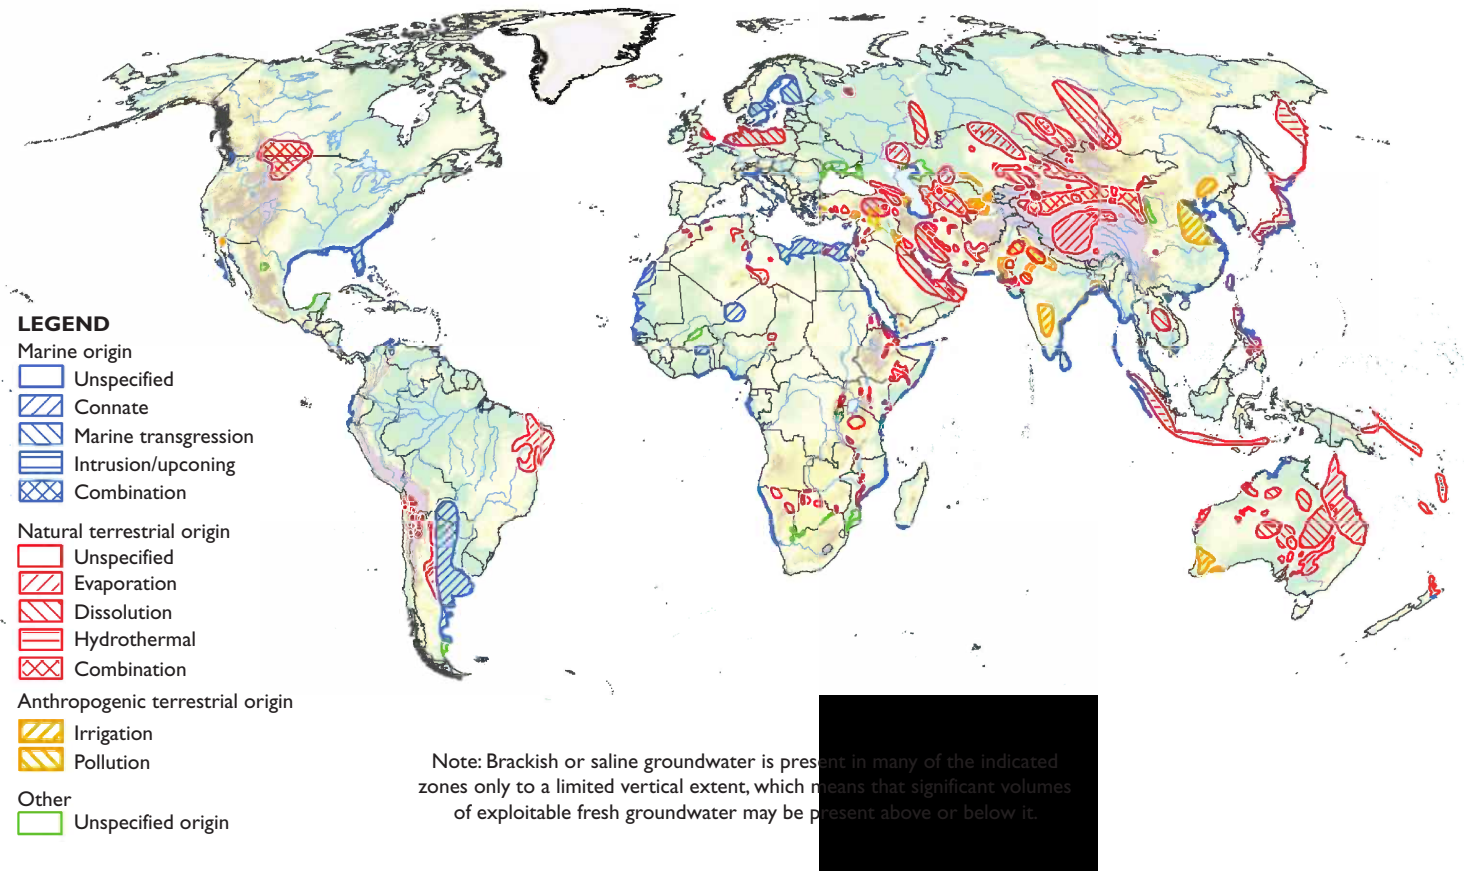 LEGEND
Marine origin
Unspecified
Connate
Marine transgression
Intrusion/upconing
Combination
Natural terrestrial origin
Unspecified
Evaporation
Dissolution
Hydrothermal
Combination
Anthropogenic terrestrial origin
Irrigation
Pollution
Other
Unspecified origin
Note: Brackish or saline groundwater is present in many of the indicated
zones only to a limited vertical extent, which means that significant volumes
of exploitable fresh groundwater may be present above or below it.